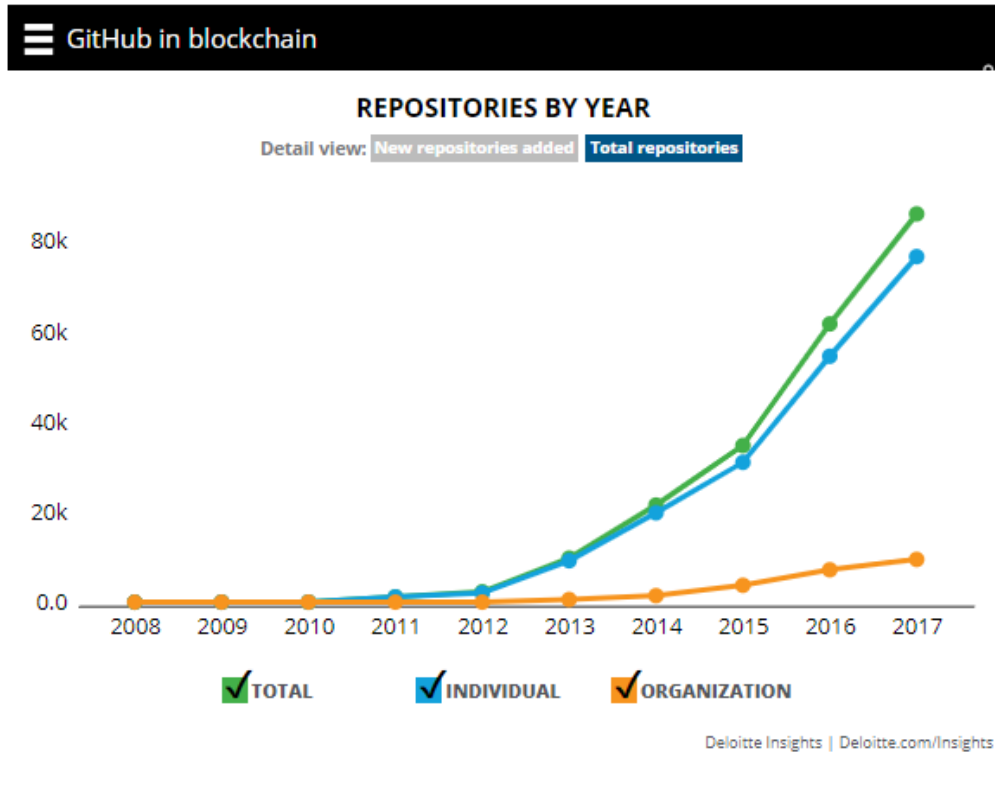 GitHub in blockchain
REPOSITORIES BY YEAR
Detail view: New repositories added Total repositories
80k
60k
40k
20k
0.0
2008 2009 2010 2011 2012 2013 2014 2015 2016 2017
TOTAL INDIVIDUAL ORGANIZATION
Deloitte Insights | Deloitte.com/Insights